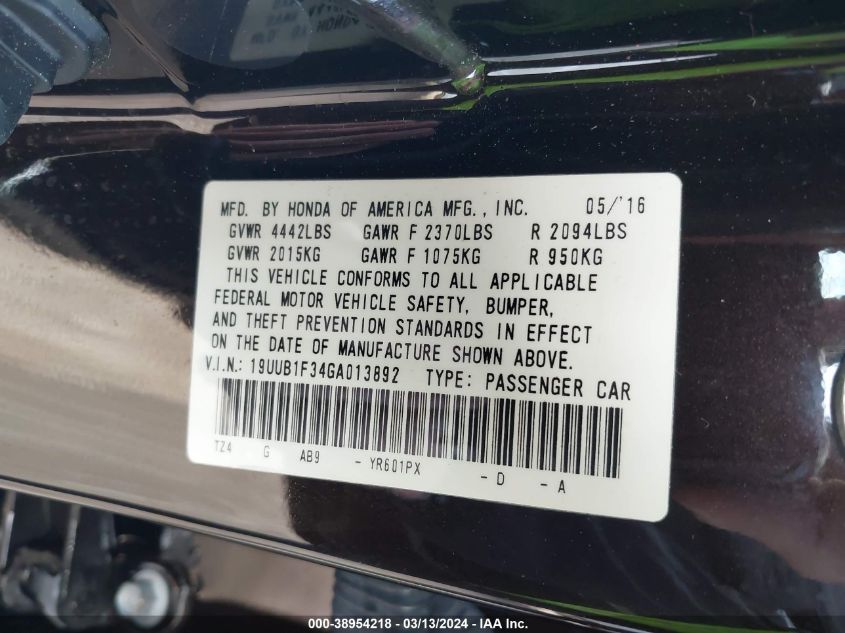 MFD. BY HONDA OF AMERICA MFG., INC. 05/'16
GVWR 4442LBS GAWR F 2370LBS R 2094LBS
GVWR 2015KG GAWR F 1075KG R 950KG
THIS VEHICLE CONFORMS TO ALL APPLICABLE
FEDERAL MOTOR VEHICLE SAFETY, BUMPER,
AND THEFT PREVENTION STANDARDS IN EFFECT
ON THE DATE OF MANUFACTURE SHOWN ABOVE.
V.I.N.: 19UUB1F34GA013892 TYPE: PASSENGER CAR
TZ4 G AB9 - YR601PX - D - A
000-38954218 - 03/13/2024 - IAA Inc.